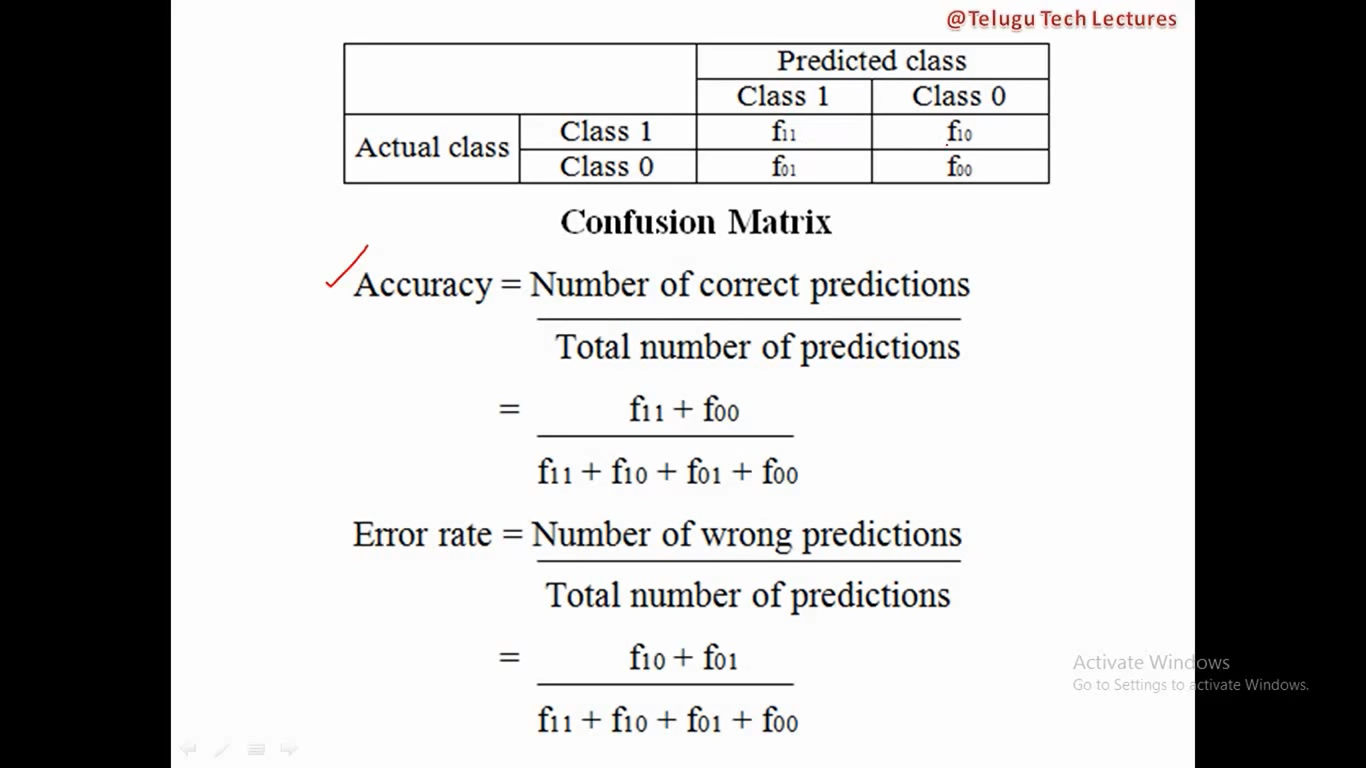 @Telugu Tech Lectures
Predicted class
Class 1 Class 0
Actual class Class 1 f11 f10
Class 0 f01 f00
Confusion Matrix
Accuracy = Number of correct predictions
Total number of predictions
= f11 + f00
f11 + f10 + f01 + f00
Error rate = Number of wrong predictions
Total number of predictions
= f10 + f01
f11 + f10 + f01 + f00
Activate Windows
Go to Settings to activate Windows.